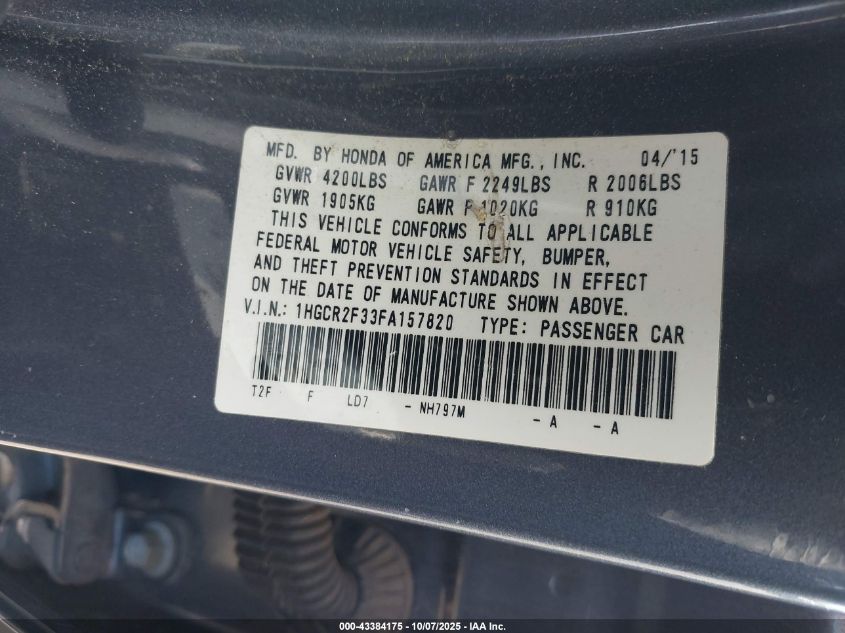 MFD. BY HONDA OF AMERICA MFG., INC. 04/'15
GVWR 4200LBS GAWR F 2249LBS R 2006LBS
GVWR 1905KG GAWR F 1020KG R 910KG
THIS VEHICLE CONFORMS TO ALL APPLICABLE
FEDERAL MOTOR VEHICLE SAFETY, BUMPER,
AND THEFT PREVENTION STANDARDS IN EFFECT
ON THE DATE OF MANUFACTURE SHOWN ABOVE.
V.I.N.: 1HGCR2F33FA157820 TYPE: PASSENGER CAR
T2F F LD7 - NH797M - A - A
000-43384175 - 10/07/2025 - IAA Inc.